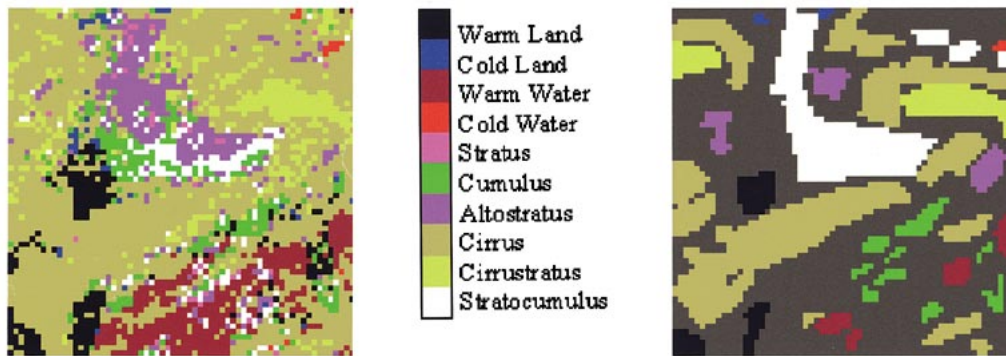 Warm Land
Cold Land
Warm Water
Cold Water
Stratus
Cumulus
Altostratus
Cirrus
Cirrustratus
Stratocumulus